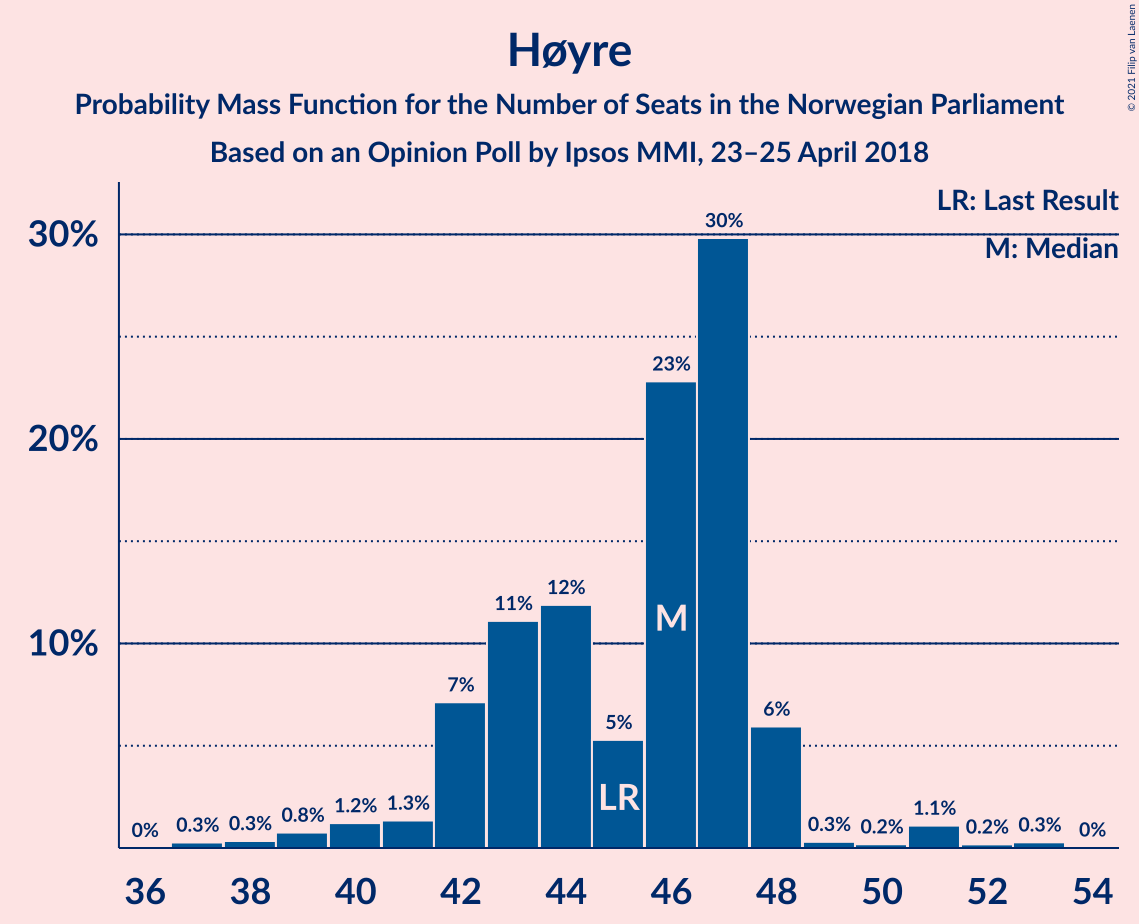 Høyre
Probability Mass Function for the Number of Seats in the Norwegian Parliament
Based on an Opinion Poll by Ipsos MMI, 23–25 April 2018
© 2021 Filip van Laenen
LR: Last Result
M: Median
30%
20%
10%
0%
0.3%
0.3%
0.8%
1.2%
1.3%
7%
11%
12%
5%
23%
30%
6%
0.3%
0.2%
1.1%
0.2%
0.3%
0%
LR
M
36 38 40 42 44 46 48 50 52 54